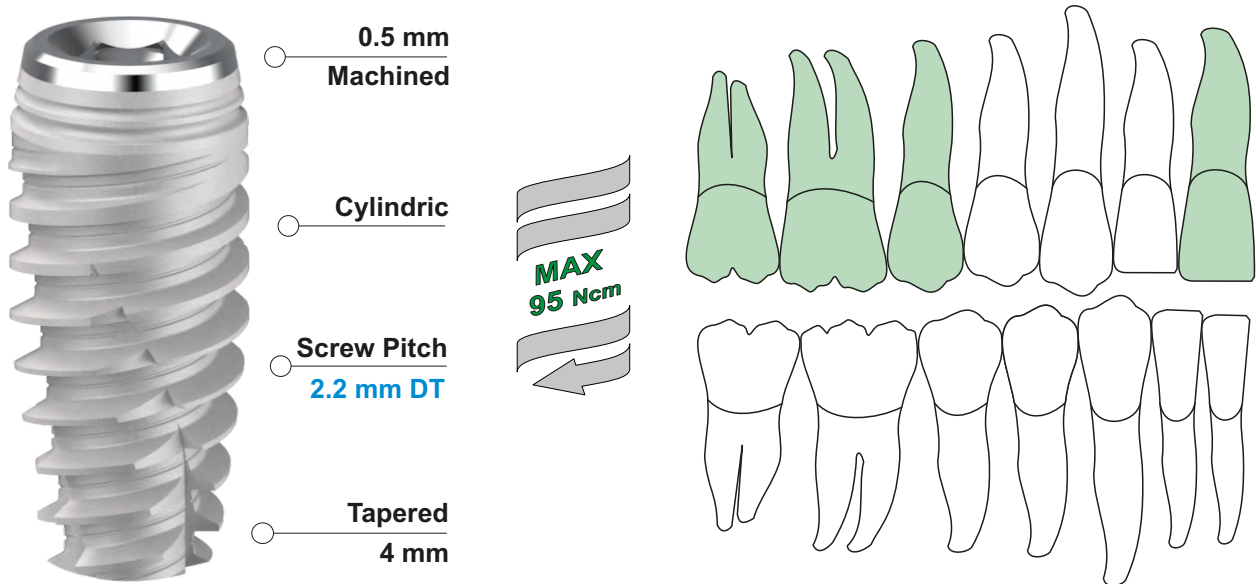 0.5 mm
Machined
Cylindric
MAX
95 Ncm
Screw Pitch
2.2 mm DT
Tapered
4 mm